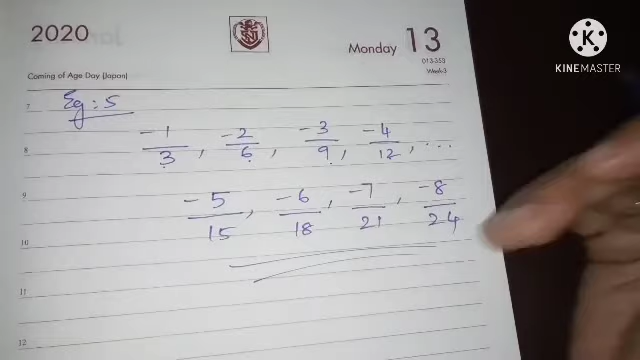 2020
Monday 13
013-353
Week-3
Coming of Age Day (Japan)
K
KINEMASTER
7
Eg: 5
8
-1/3, -2/6, -3/9, -4/12, ...
9
-5/15, -6/18, -7/21, -8/24
10
11
12